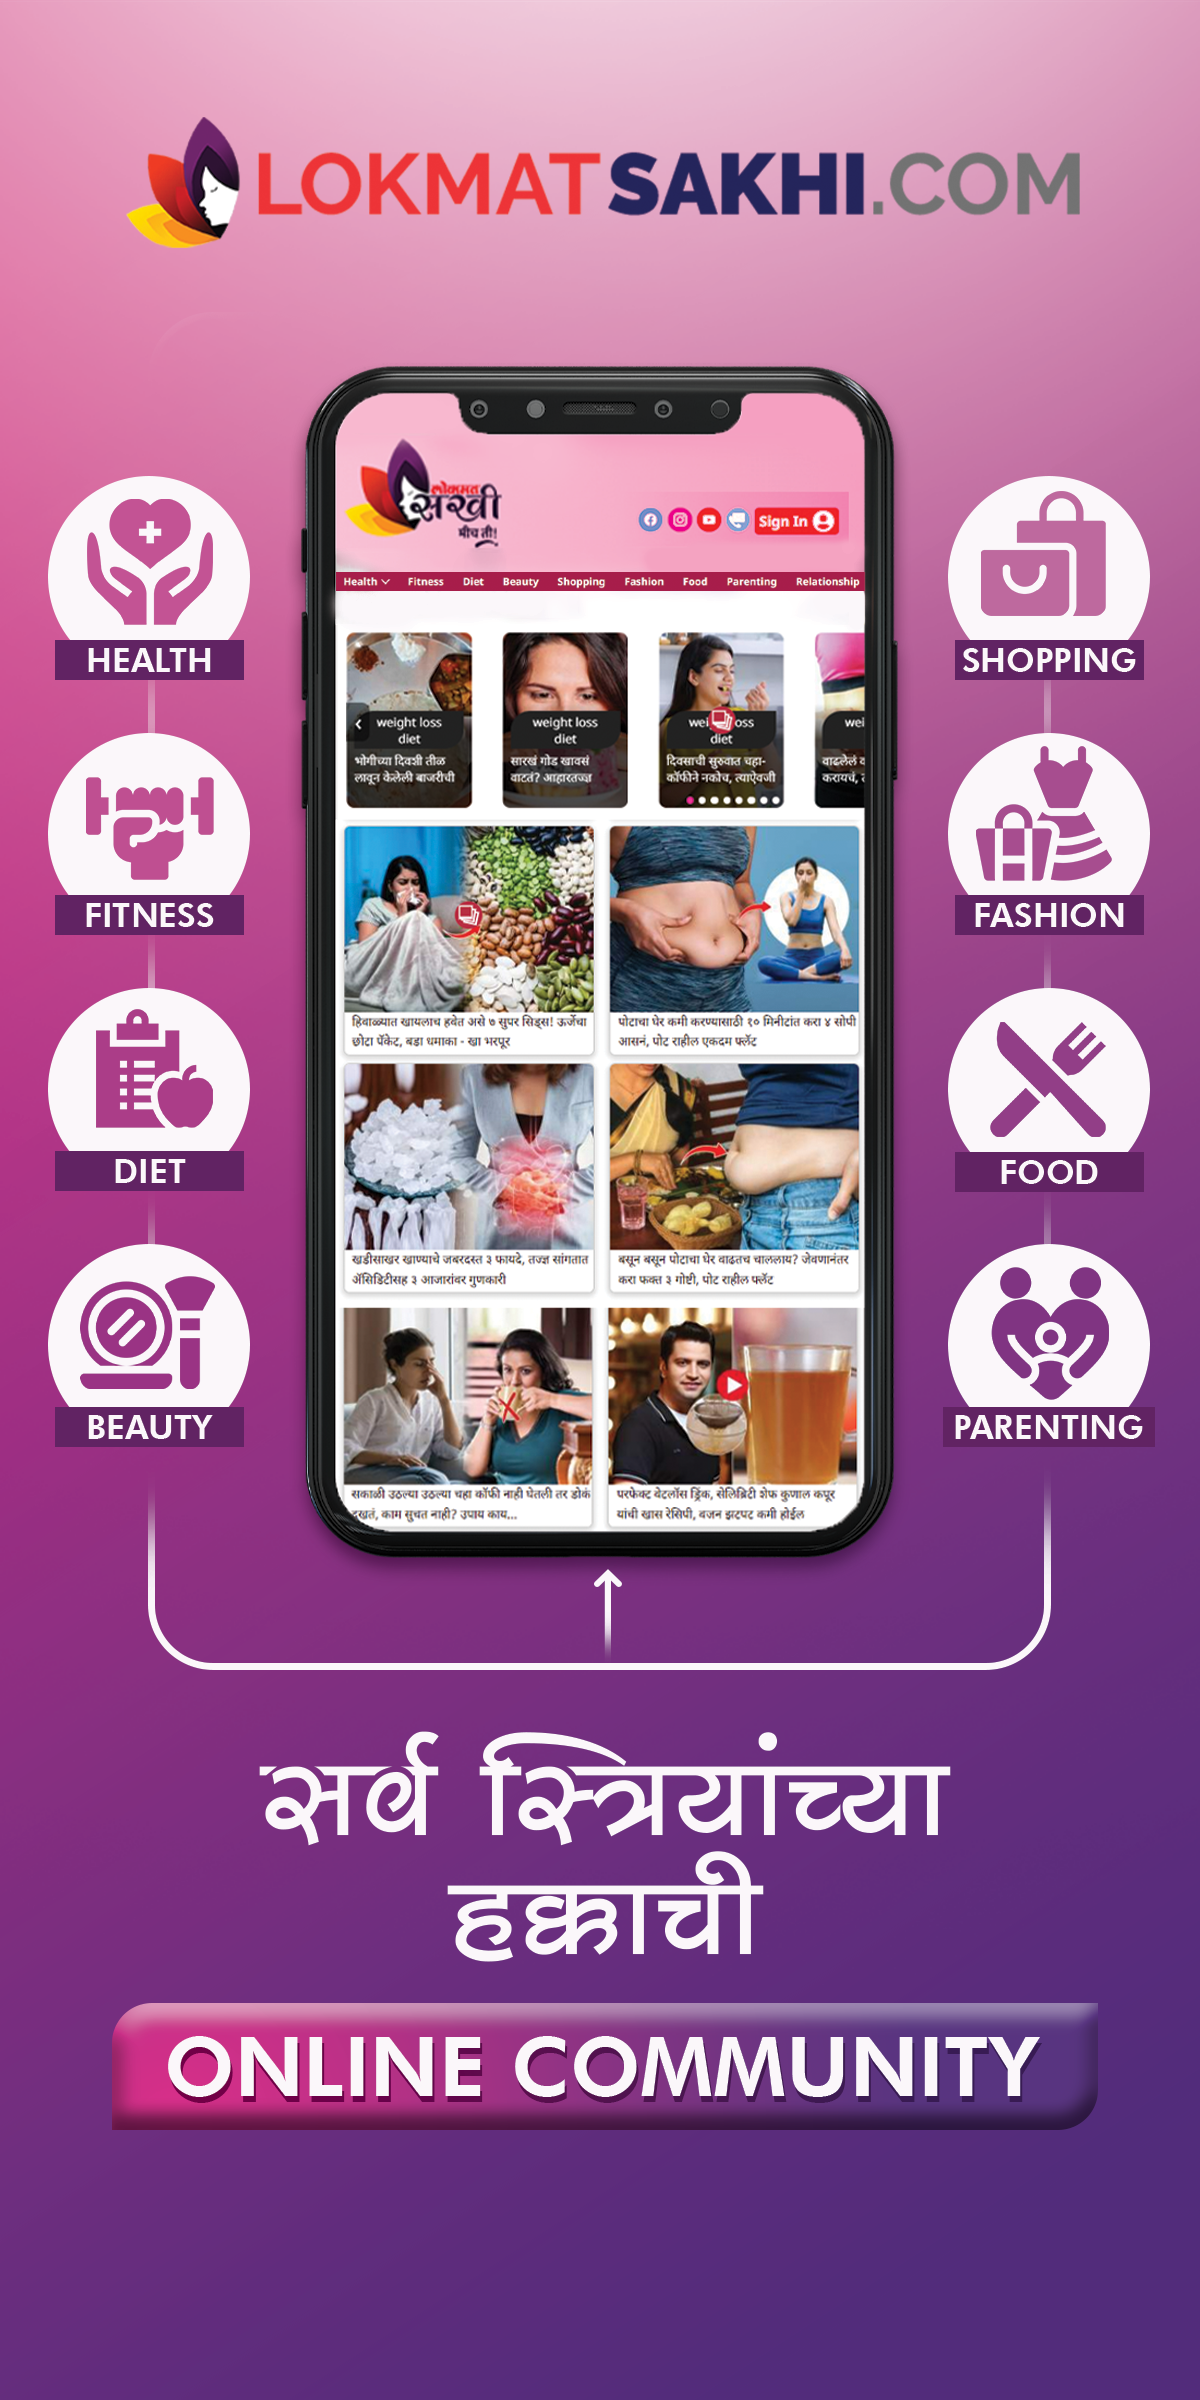 LOKMATSAKHI.COM
लोकमत
सखी
मीच ती!
Sign In
Health Fitness Diet Beauty Shopping Fashion Food Parenting Relationship
weight loss
diet
भोगीच्या दिवशी तीळ
लावून केलेली बाजरीची
weight loss
diet
सारखं गोड खावसं
वाटतं? आहारतज्ज्ञ
diet
दिवसाची सुरुवात चहा-
कॉफीने नकोच, त्याऐवजी
wei
वाढलेलं
करायचं,
हिवाळ्यात खायलाच हवेत असे ७ सुपर सिड्स! ऊर्जेचा
छोटा पॅकेट, बडा धमाका - खा भरपूर
पोटाचा घेर कमी करण्यासाठी १० मिनीटांत करा ४ सोपी
आसनं, पोट राहील एकदम फ्लॅट
खडीसाखर खाण्याचे जबरदस्त ३ फायदे, तज्ज्ञ सांगतात
अ‍ॅसिडिटीसह ३ आजारांवर गुणकारी
बसून बसून पोटाचा घेर वाढतच चाललाय? जेवणानंतर
करा फक्त ३ गोष्टी, पोट राहील फ्लॅट
सकाळी उठल्या उठल्या चहा कॉफी नाही घेतली तर डोकं
दुखतं, काम सुचत नाही? उपाय काय...
परफेक्ट वेटलॉस ड्रिंक, सेलिब्रिटी शेफ कुणाल कपूर
यांची खास रेसिपी, वजन झटपट कमी होईल
HEALTH
FITNESS
DIET
BEAUTY
SHOPPING
FASHION
FOOD
PARENTING
सर्व स्त्रियांच्या
हक्काची
ONLINE COMMUNITY